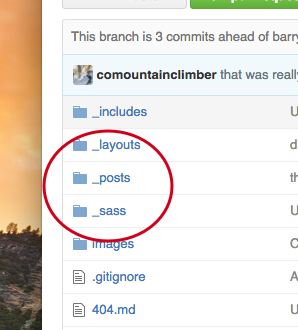 This branch is 3 commits ahead of barry
comountainclimber that was really
_includes
U
_layouts
d
_posts
th
_sass
U
images
C
.gitignore
A
404.md
U